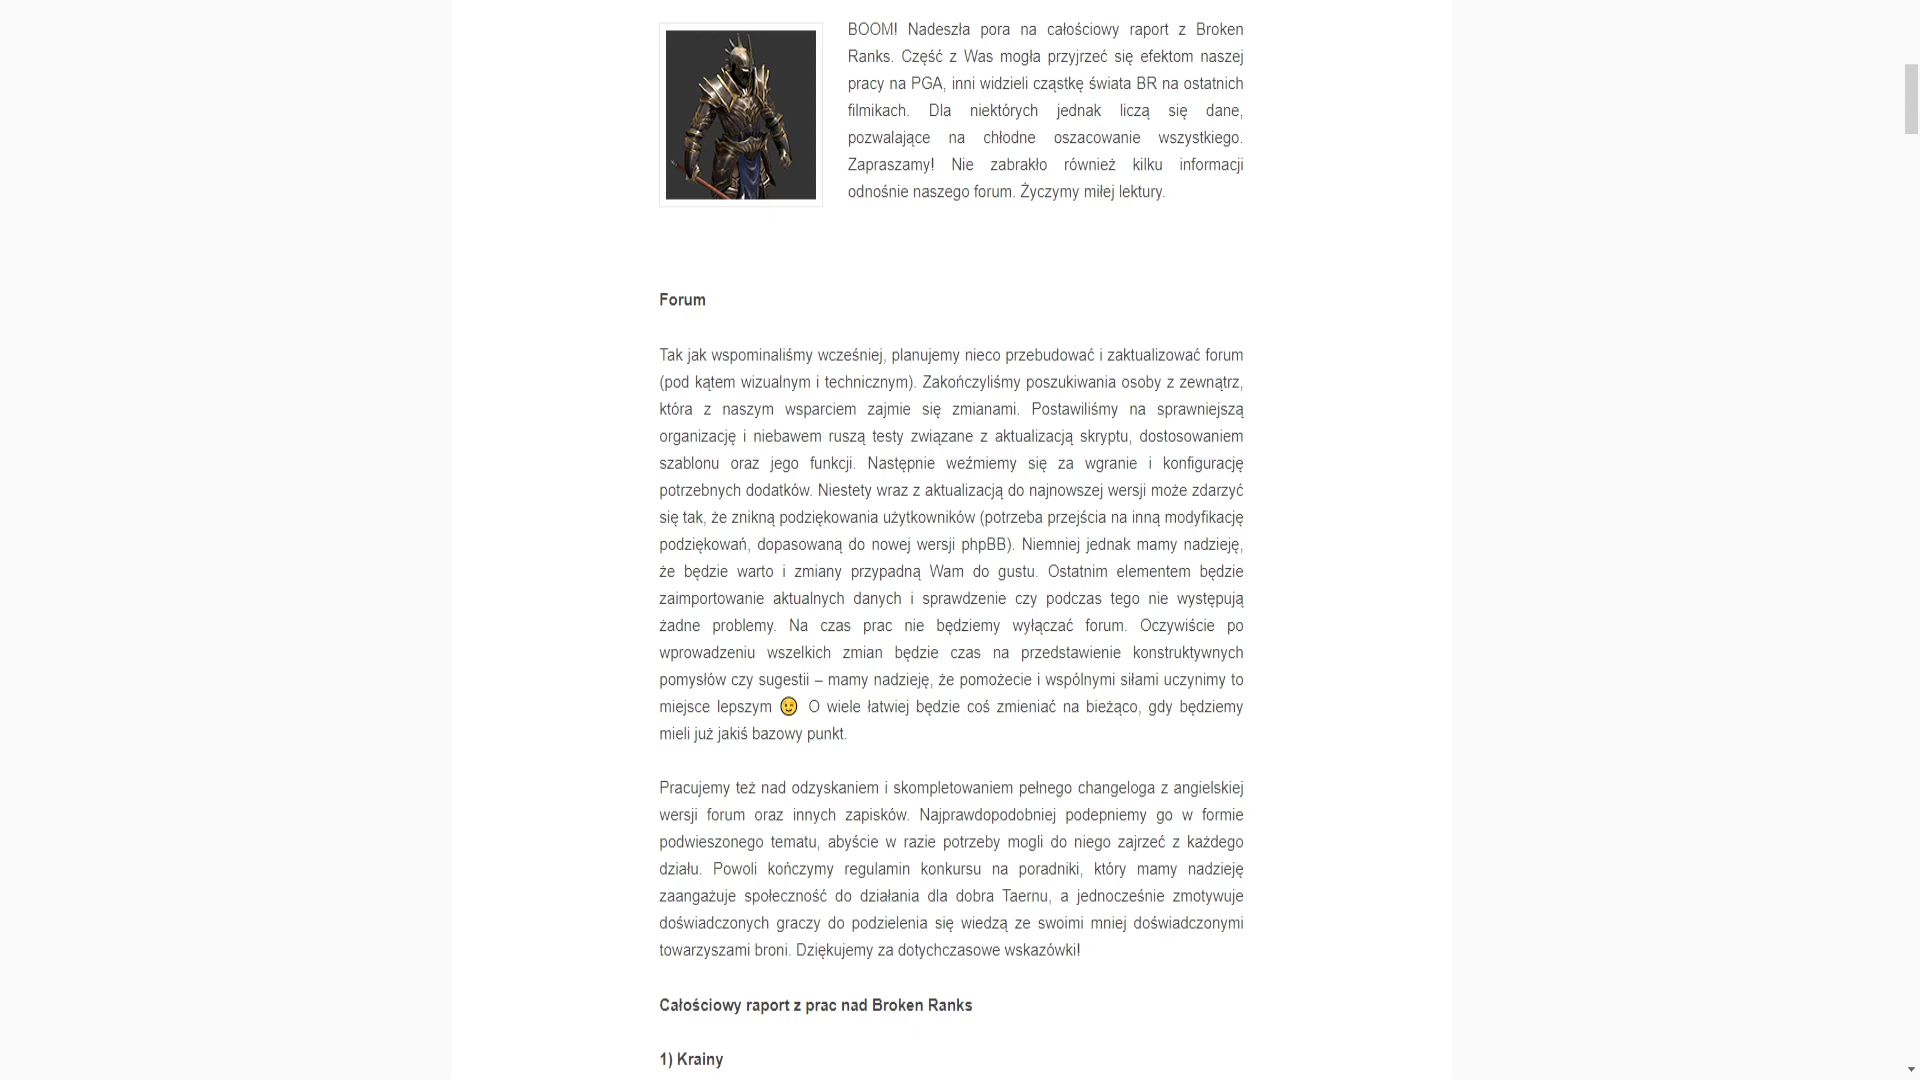 BOOM! Nadeszła pora na całościowy raport z Broken
Ranks. Część z Was mogła przyjrzeć się efektom naszej
pracy na PGA, inni widzieli cząstkę świata BR na ostatnich
filmikach. Dla niektórych jednak liczą się dane,
pozwalające na chłodne oszacowanie wszystkiego.
Zapraszamy! Nie zabrakło również kilku informacji
odnośnie naszego forum. Życzymy miłej lektury.
Forum
Tak jak wspominaliśmy wcześniej, planujemy nieco przebudować i zaktualizować forum
(pod kątem wizualnym i technicznym). Zakończyliśmy poszukiwania osoby z zewnątrz,
która z naszym wsparciem zajmie się zmianami. Postawiliśmy na sprawniejszą
organizację i niebawem ruszą testy związane z aktualizacją skryptu, dostosowaniem
szablonu oraz jego funkcji. Następnie weźmiemy się za wgranie i konfigurację
potrzebnych dodatków. Niestety wraz z aktualizacją do najnowszej wersji może zdarzyć
się tak, że znikną podziękowania użytkowników (potrzeba przejścia na inną modyfikację
podziękowań, dopasowaną do nowej wersji phpBB). Niemniej jednak mamy nadzieję,
że będzie warto i zmiany przypadną Wam do gustu. Ostatnim elementem będzie
zaimportowanie aktualnych danych i sprawdzenie czy podczas tego nie występują
żadne problemy. Na czas prac nie będziemy wyłączać forum. Oczywiście po
wprowadzeniu wszelkich zmian będzie czas na przedstawienie konstruktywnych
pomysłów czy sugestii – mamy nadzieję, że pomożecie i wspólnymi siłami uczynimy to
miejsce lepszym 😉 O wiele łatwiej będzie coś zmieniać na bieżąco, gdy będziemy
mieli już jakiś bazowy punkt.
Pracujemy też nad odzyskaniem i skompletowaniem pełnego changeloga z angielskiej
wersji forum oraz innych zapisków. Najprawdopodobniej podepniemy go w formie
podwieszonego tematu, abyście w razie potrzeby mogli do niego zajrzeć z każdego
działu. Powoli kończymy regulamin konkursu na poradniki, który mamy nadzieję
zaangażuje społeczność do działania dla dobra Taernu, a jednocześnie zmotywuje
doświadczonych graczy do podzielenia się wiedzą ze swoimi mniej doświadczonymi
towarzyszami broni. Dziękujemy za dotychczasowe wskazówki!
Całościowy raport z prac nad Broken Ranks
1) Krainy